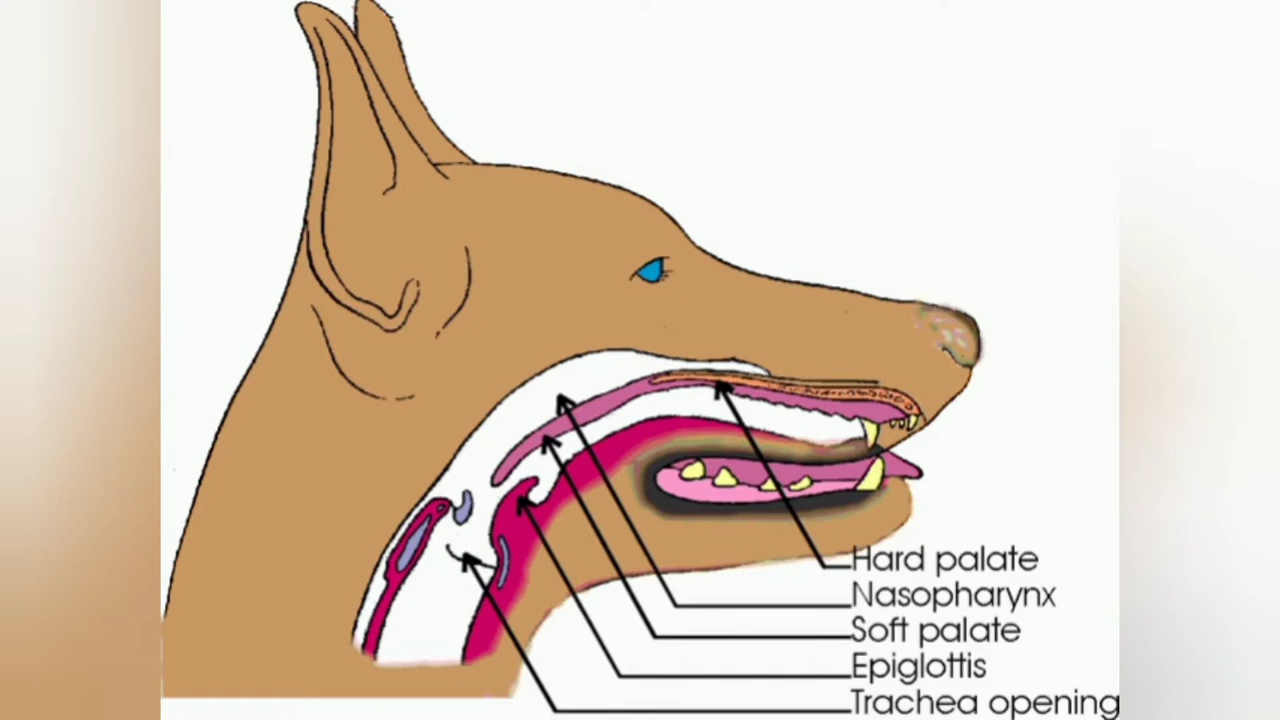 Hard palate
Nasopharynx
Soft palate
Epiglottis
Trachea opening